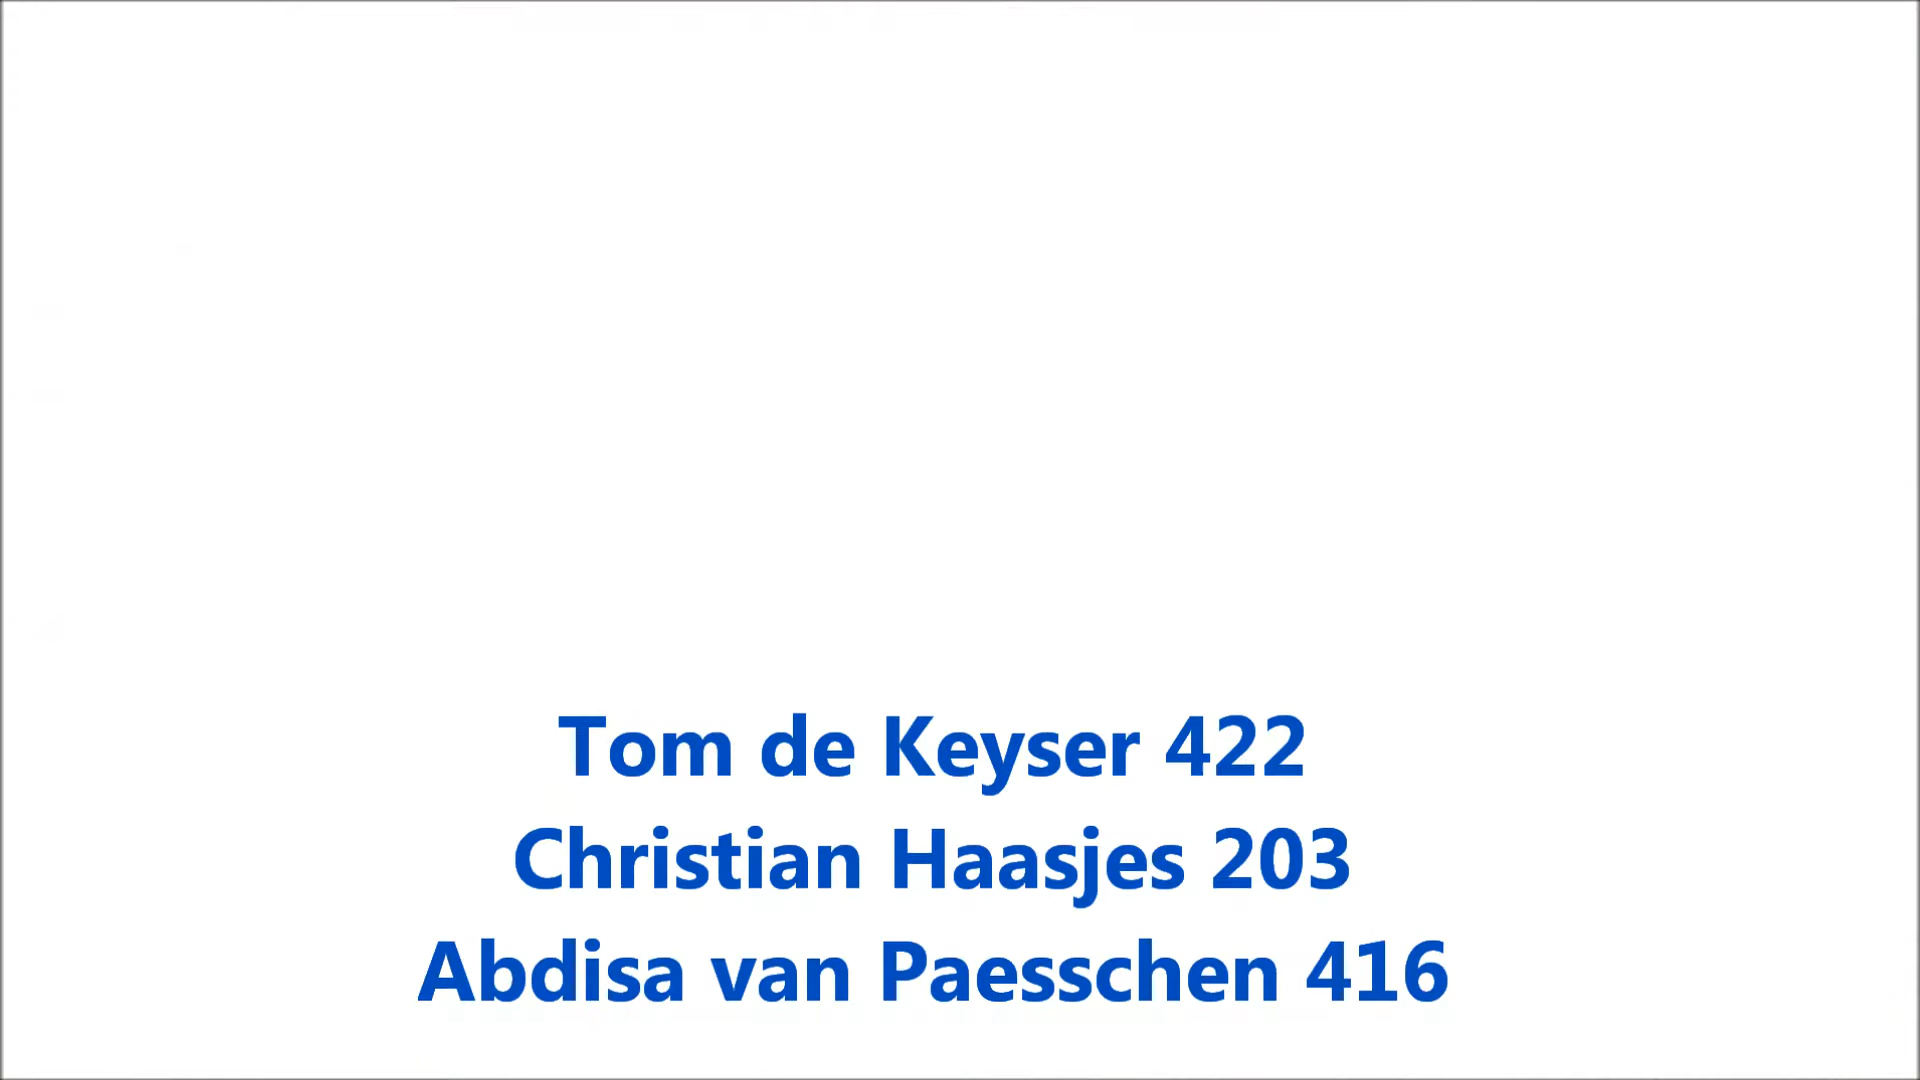 Tom de Keyser 422
Christian Haasjes 203
Abdisa van Paesschen 416